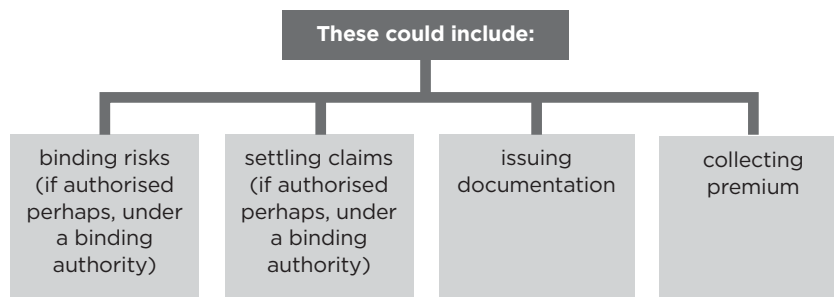 These could include:
binding risks
(if authorised
perhaps, under
a binding
authority)
settling claims
(if authorised
perhaps, under
a binding
authority)
issuing
documentation
collecting
premium